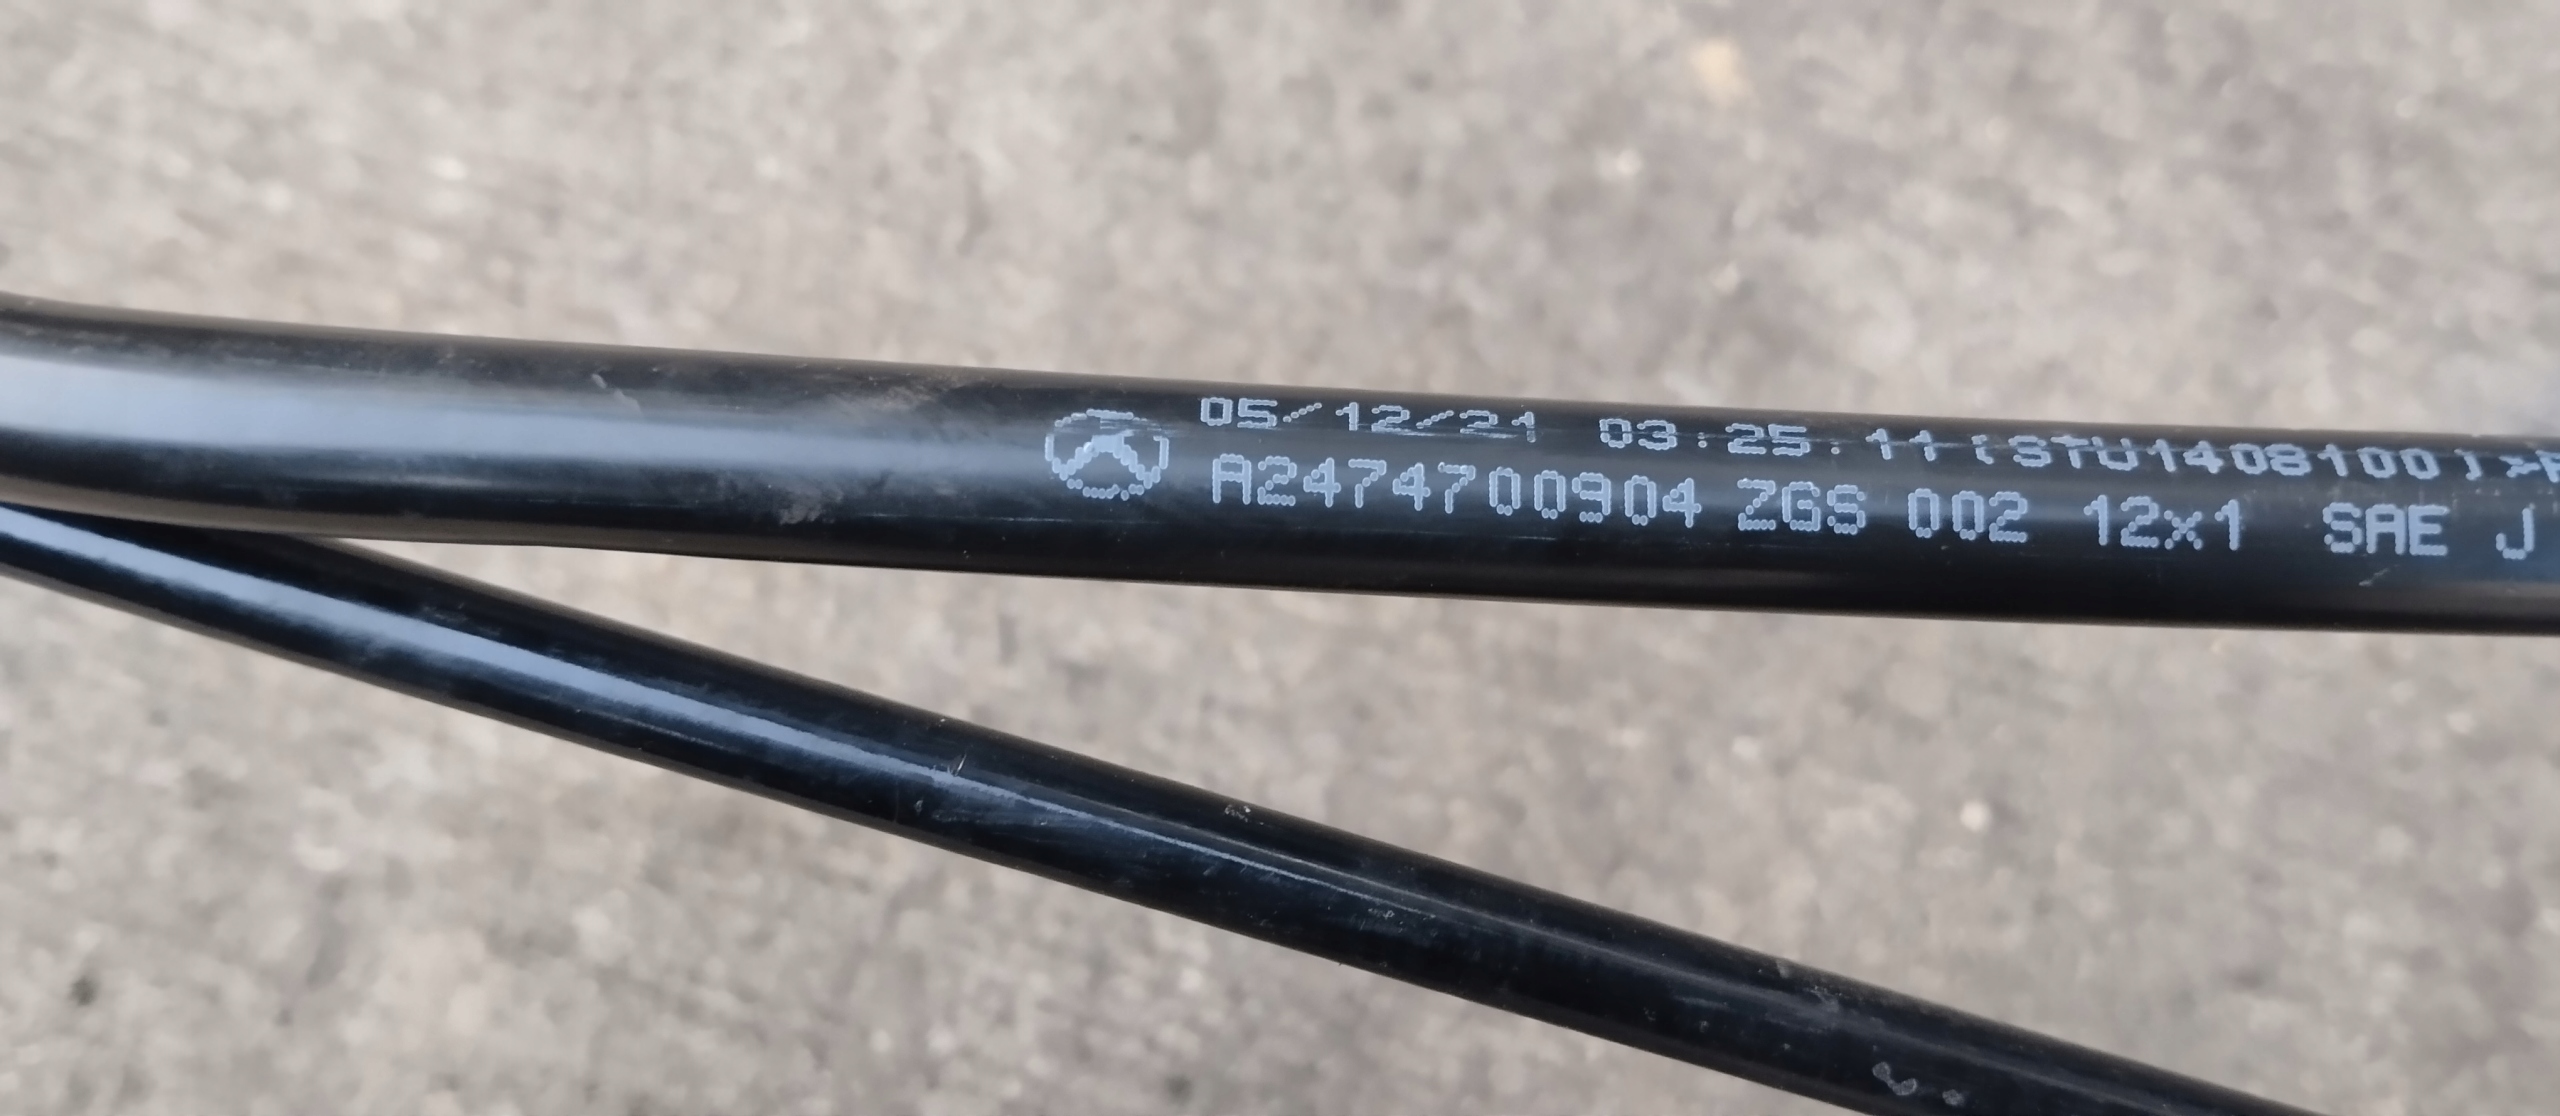 05/12/21 03:25:11 (STU1408100) >P
A2474700904 ZGS 002 12x1 SAE J